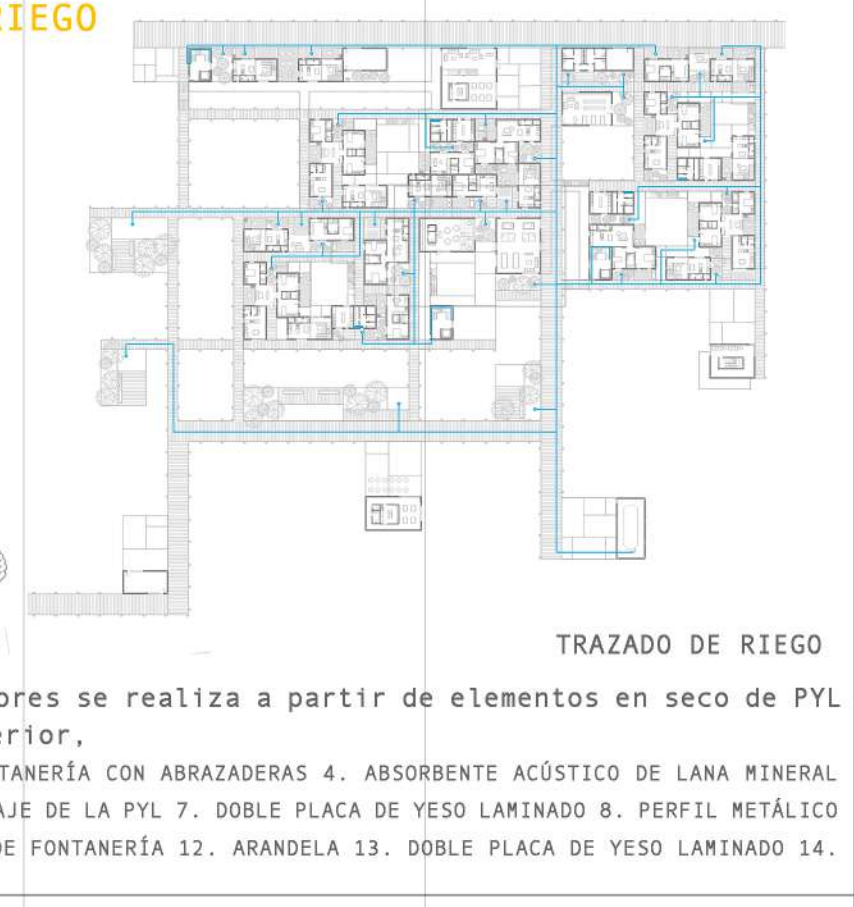 RIEGO
TRAZADO DE RIEGO
ores se realiza a partir de elementos en seco de PYL
erior,
TANERÍA CON ABRAZADERAS 4. ABSORBENTE ACÚSTICO DE LANA MINERAL
AJE DE LA PYL 7. DOBLE PLACA DE YESO LAMINADO 8. PERFIL METÁLICO
DE FONTANERÍA 12. ARANDELA 13. DOBLE PLACA DE YESO LAMINADO 14.